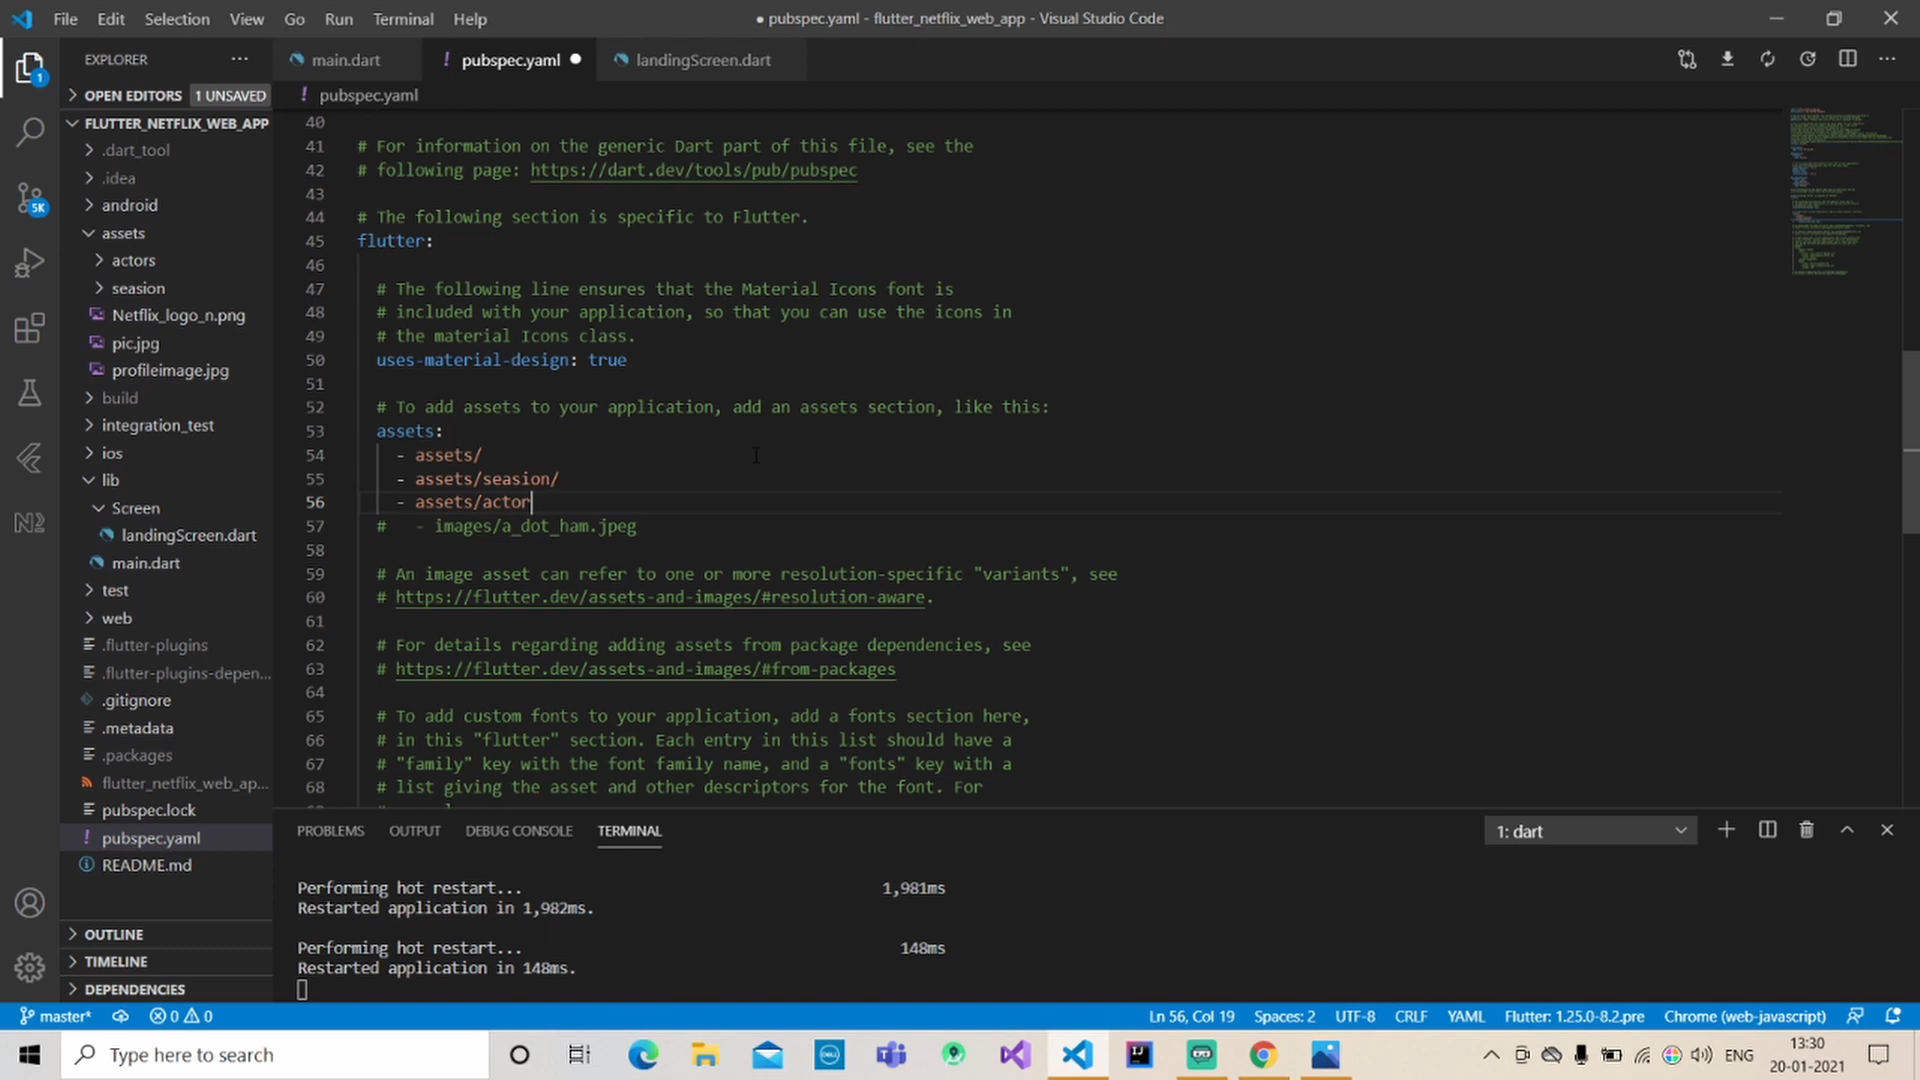 File Edit Selection View Go Run Terminal Help
● pubspec.yaml - flutter_netflix_web_app - Visual Studio Code
EXPLORER
main.dart
! pubspec.yaml
landingScreen.dart
OPEN EDITORS 1 UNSAVED
! pubspec.yaml
FLUTTER_NETFLIX_WEB_APP
.dart_tool
.idea
android
assets
actors
seasion
Netflix_logo_n.png
pic.jpg
profileimage.jpg
build
integration_test
ios
lib
Screen
landingScreen.dart
main.dart
test
web
.flutter-plugins
.flutter-plugins-depen...
.gitignore
.metadata
.packages
flutter_netflix_web_ap...
pubspec.lock
! pubspec.yaml
README.md
OUTLINE
TIMELINE
DEPENDENCIES
1
5K
40
41 # For information on the generic Dart part of this file, see the
42 # following page: https://dart.dev/tools/pub/pubspec
43
44 # The following section is specific to Flutter.
45 flutter:
46
47 # The following line ensures that the Material Icons font is
48 # included with your application, so that you can use the icons in
49 # the material Icons class.
50 uses-material-design: true
51
52 # To add assets to your application, add an assets section, like this:
53 assets:
54 - assets/
55 - assets/seasion/
56 - assets/actor
57 # - images/a_dot_ham.jpeg
58
59 # An image asset can refer to one or more resolution-specific "variants", see
60 # https://flutter.dev/assets-and-images/#resolution-aware.
61
62 # For details regarding adding assets from package dependencies, see
63 # https://flutter.dev/assets-and-images/#from-packages
64
65 # To add custom fonts to your application, add a fonts section here,
66 # in this "flutter" section. Each entry in this list should have a
67 # "family" key with the font family name, and a "fonts" key with a
68 # list giving the asset and other descriptors for the font. For
PROBLEMS OUTPUT DEBUG CONSOLE TERMINAL
1: dart
Performing hot restart... 1,981ms
Restarted application in 1,982ms.
Performing hot restart... 148ms
Restarted application in 148ms.
master* 0 0
Ln 56, Col 19 Spaces: 2 UTF-8 CRLF YAML Flutter: 1.25.0-8.2.pre Chrome (web-javascript)
Type here to search
DELL
ENG
13:30
20-01-2021